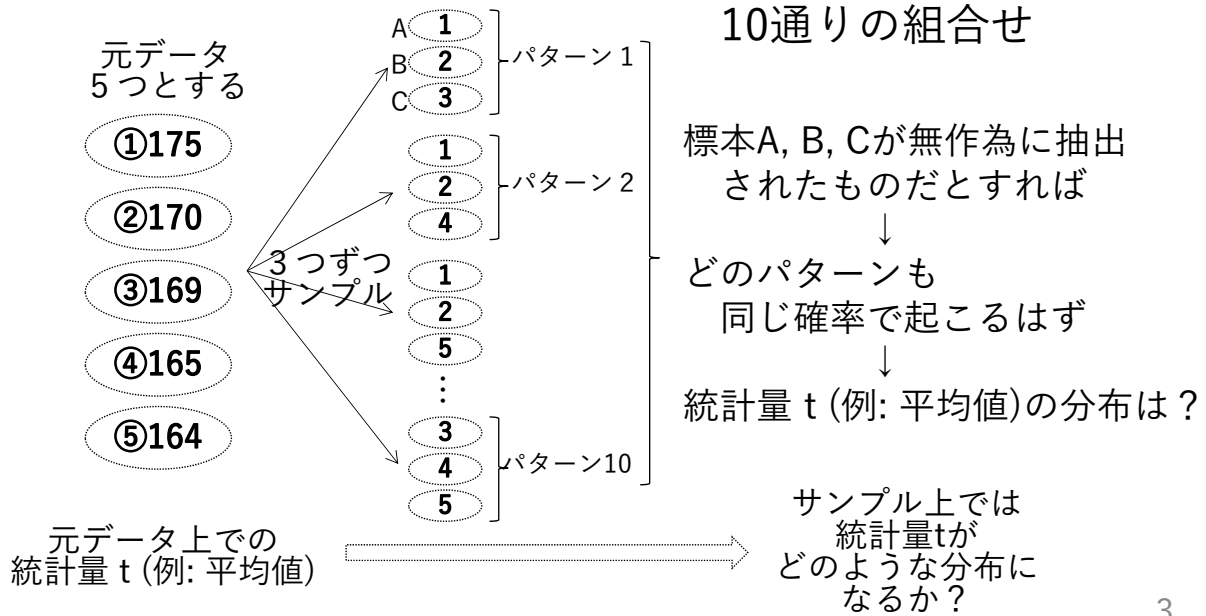 10通りの組合せ
元データ
5つとする
①175
②170
③169
④165
⑤164
3つずつ
サンプル
A 1
B 2
C 3
パターン1
1
2
4
パターン2
1
2
5
⋮
3
4
5
パターン10
標本A, B, Cが無作為に抽出
されたものだとすれば
↓
どのパターンも
同じ確率で起こるはず
↓
統計量 t (例: 平均値)の分布は?
元データ上での
統計量 t (例: 平均値)
サンプル上では
統計量tが
どのような分布に
なるか?
3